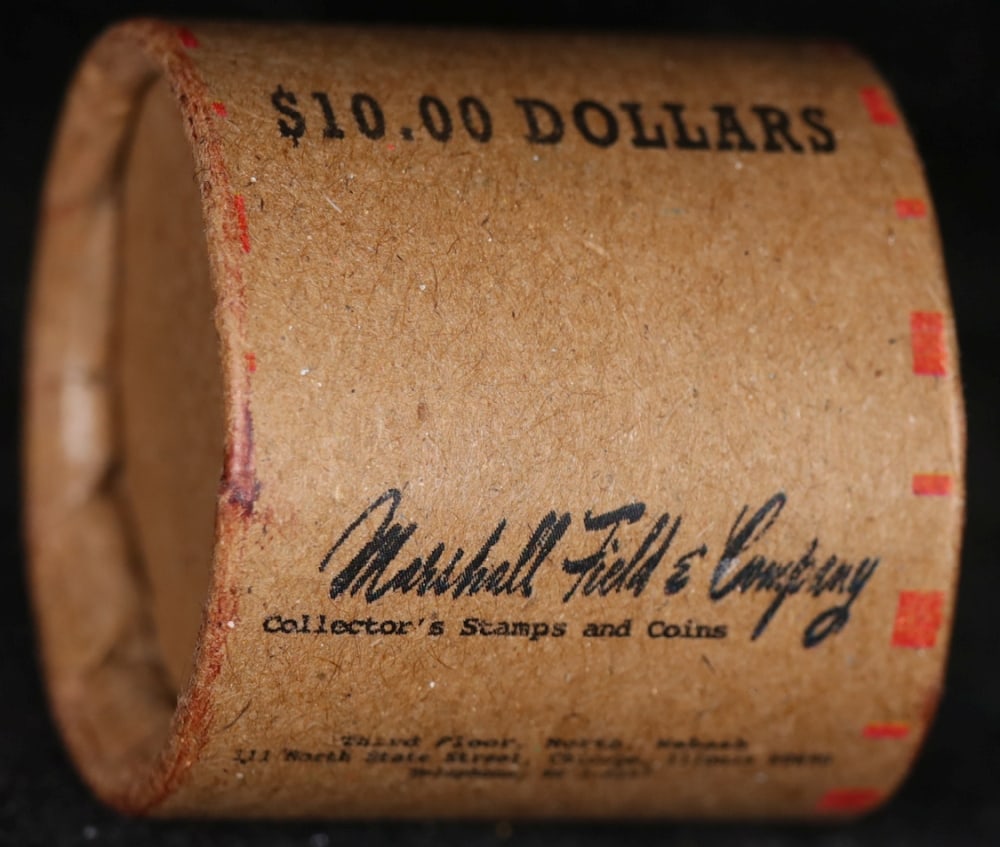 $10.00 DOLLARS
Marshall Field & Company
Collector's Stamps and Coins
Third Floor, North, Wabash
111 North State Street, Chicago, Illinois
Telephone,